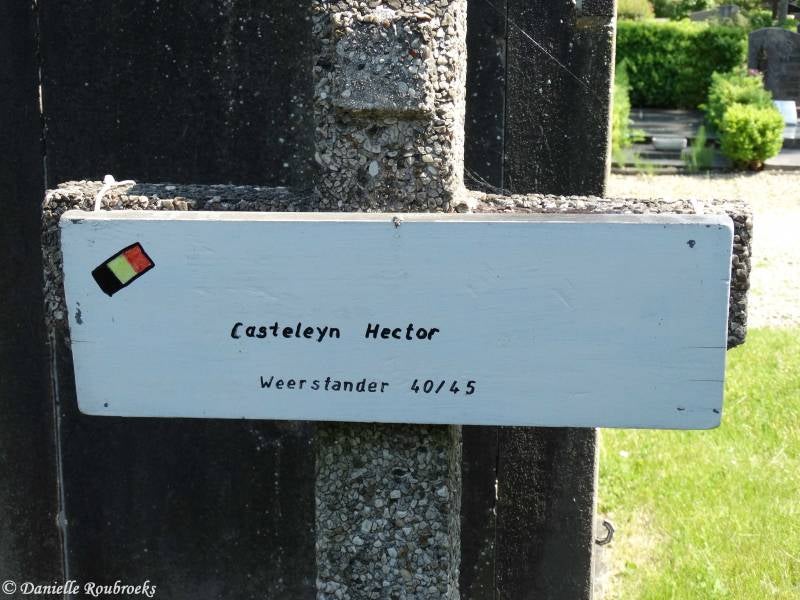 Casteleyn Hector
Weerstander 40/45
© Danielle Roubroeks